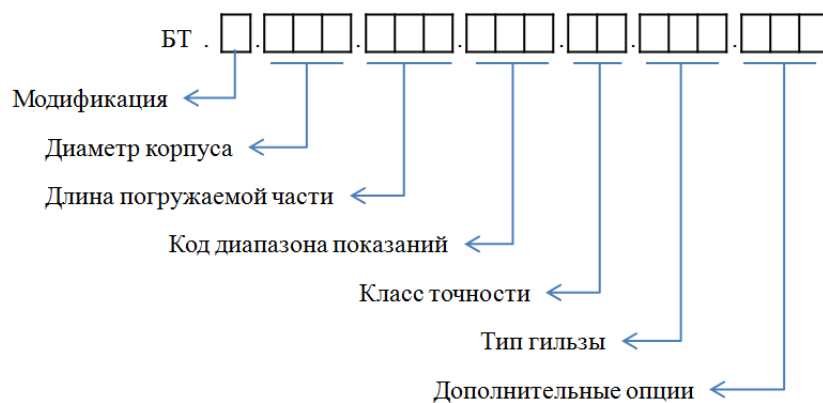 БТ . . . . . . .
Модификация
Диаметр корпуса
Длина погружаемой части
Код диапазона показаний
Класс точности
Тип гильзы
Дополнительные опции